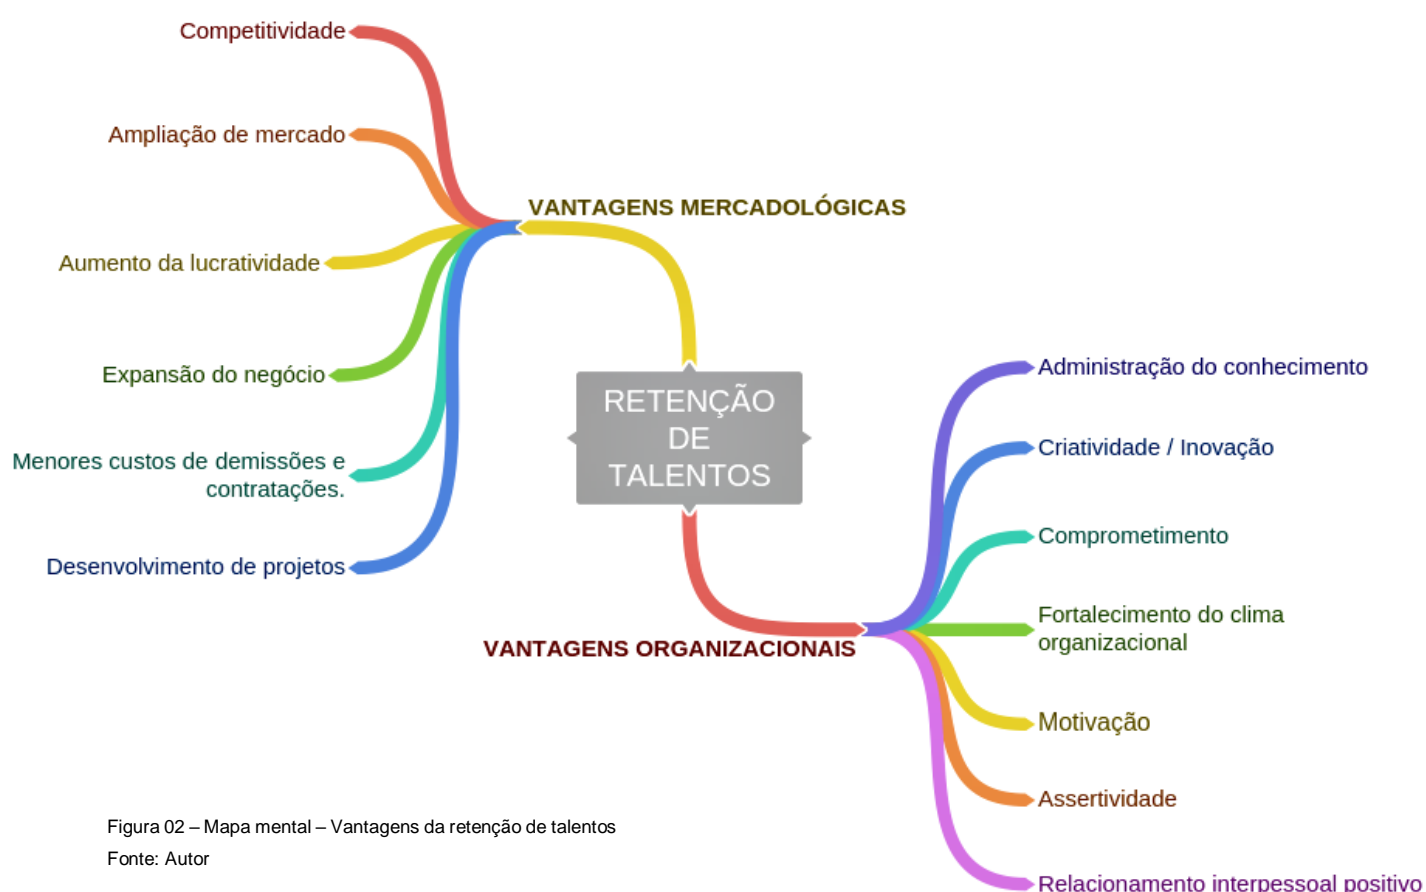 Competitividade
Ampliação de mercado
Aumento da lucratividade
Expansão do negócio
Menores custos de demissões e
contratações.
Desenvolvimento de projetos
VANTAGENS MERCADOLÓGICAS
RETENÇÃO
DE
TALENTOS
VANTAGENS ORGANIZACIONAIS
Administração do conhecimento
Criatividade / Inovação
Comprometimento
Fortalecimento do clima
organizacional
Motivação
Assertividade
Relacionamento interpessoal positivo
Figura 02 – Mapa mental – Vantagens da retenção de talentos
Fonte: Autor